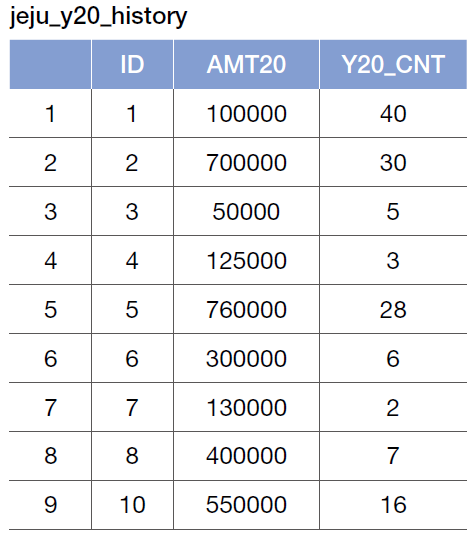 jeju_y20_history
ID AMT20 Y20_CNT
1 1 100000 40
2 2 700000 30
3 3 50000 5
4 4 125000 3
5 5 760000 28
6 6 300000 6
7 7 130000 2
8 8 400000 7
9 10 550000 16